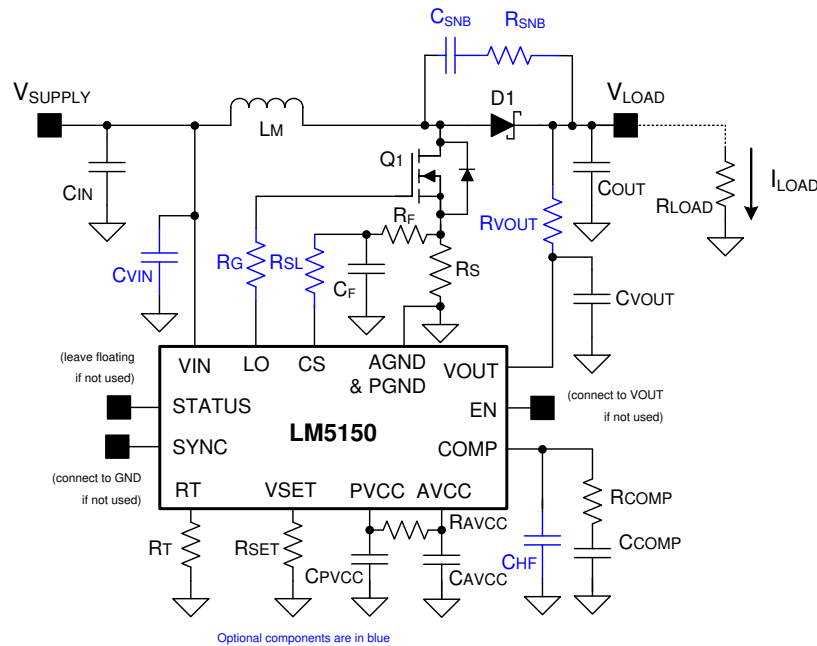 CSNB
RSNB
VSUPPLY
LM
D1
VLOAD
Q1
CIN
COUT
RLOAD
ILOAD
RF
RVOUT
CVIN
RG
RSL
CF
RS
CVOUT
(leave floating
if not used)
VIN
LO
CS
AGND
& PGND
VOUT
STATUS
EN
(connect to VOUT
if not used)
LM5150
SYNC
COMP
(connect to GND
if not used)
RT
VSET
PVCC
AVCC
RCOMP
RAVCC
RT
RSET
CPVCC
CAVCC
CHF
CCOMP
Optional components are in blue